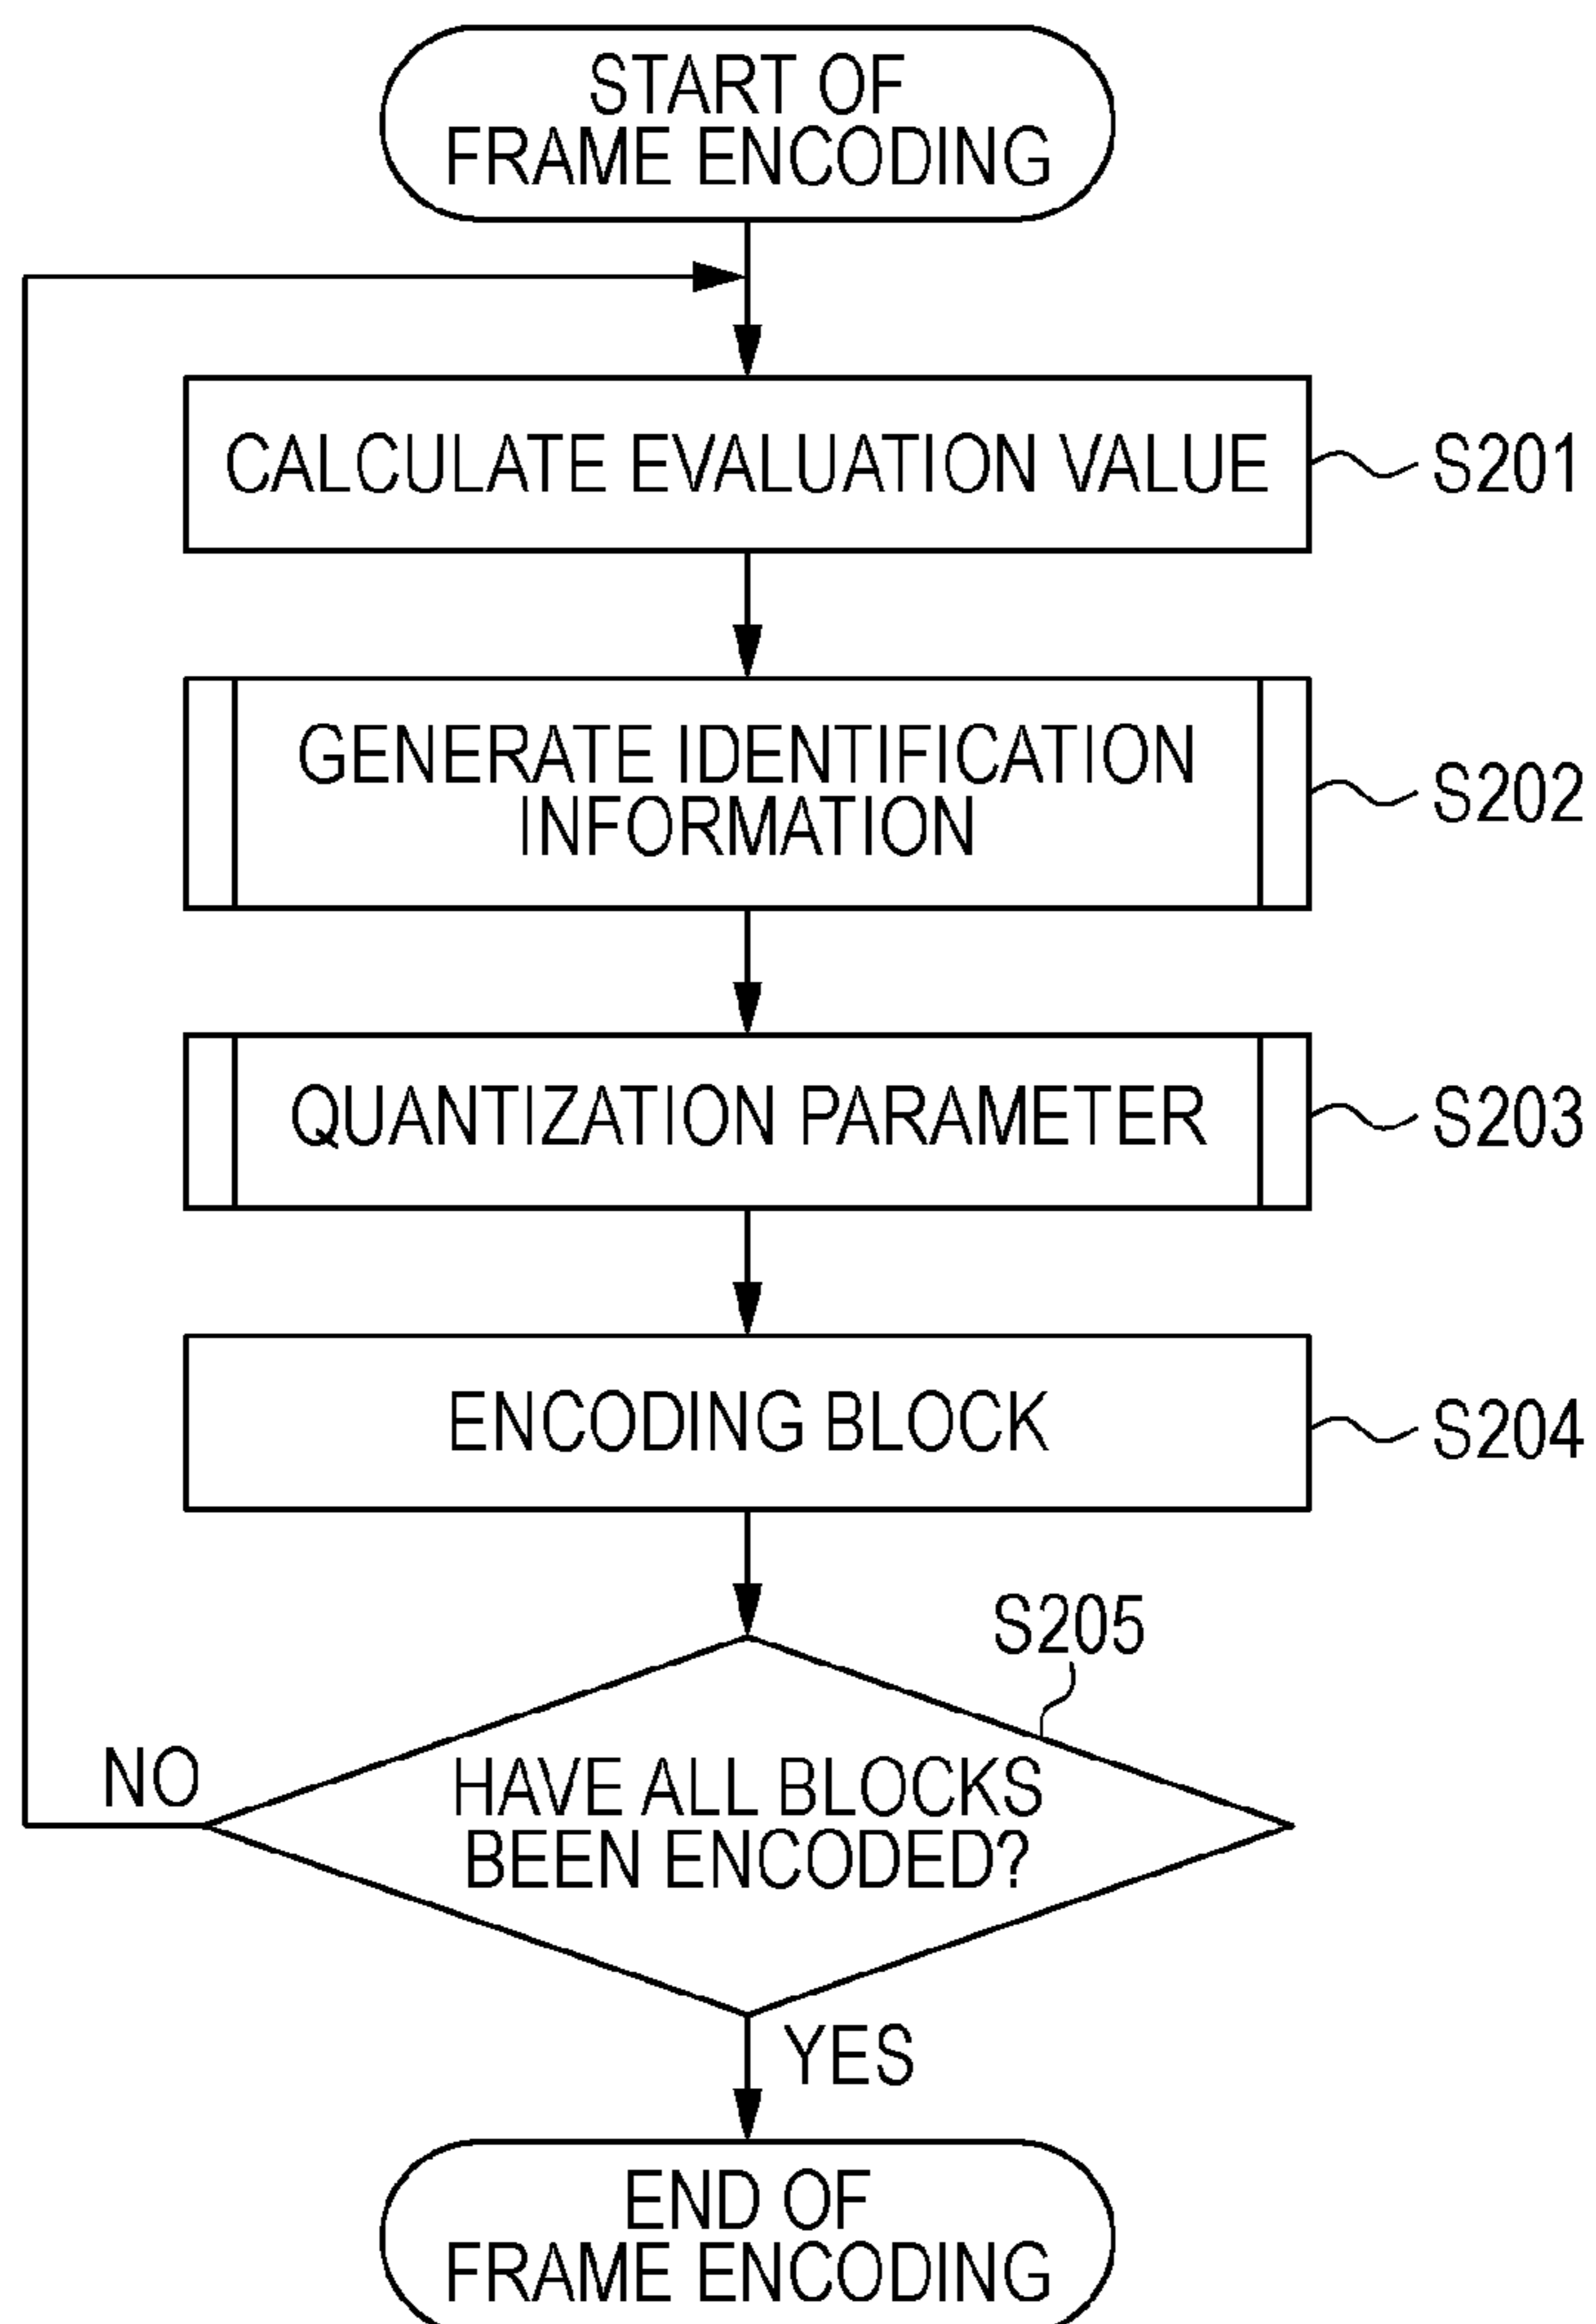 START OF
FRAME ENCODING
CALCULATE EVALUATION VALUE
S201
GENERATE IDENTIFICATION
INFORMATION
S202
QUANTIZATION PARAMETER
S203
ENCODING BLOCK
S204
S205
NO
HAVE ALL BLOCKS
BEEN ENCODED?
YES
END OF
FRAME ENCODING